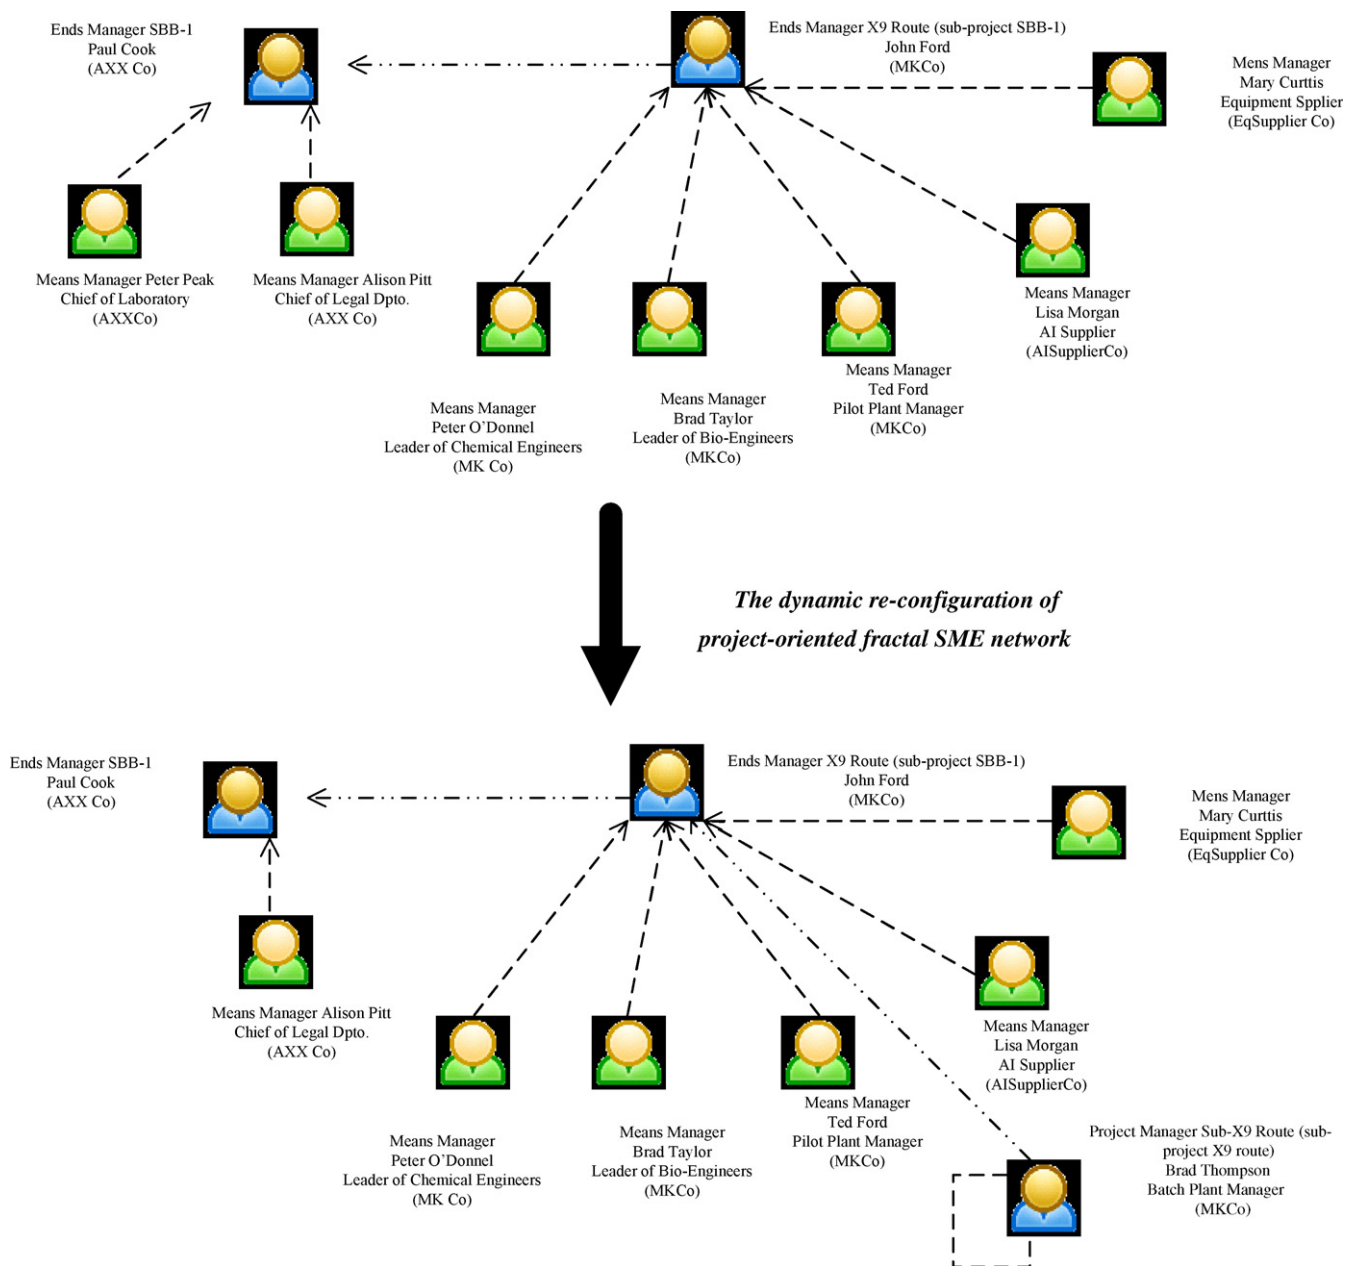 Ends Manager SBB-1
Paul Cook
(AXX Co)
Ends Manager X9 Route (sub-project SBB-1)
John Ford
(MKCo)
Mens Manager
Mary Curttis
Equipment Spplier
(EqSupplier Co)
Means Manager Peter Peak
Chief of Laboratory
(AXXCo)
Means Manager Alison Pitt
Chief of Legal Dpto.
(AXX Co)
Means Manager
Lisa Morgan
AI Supplier
(AISupplierCo)
Means Manager
Peter O'Donnel
Leader of Chemical Engineers
(MK Co)
Means Manager
Brad Taylor
Leader of Bio-Engineers
(MKCo)
Means Manager
Ted Ford
Pilot Plant Manager
(MKCo)
The dynamic re-configuration of
project-oriented fractal SME network
Ends Manager SBB-1
Paul Cook
(AXX Co)
Ends Manager X9 Route (sub-project SBB-1)
John Ford
(MKCo)
Mens Manager
Mary Curttis
Equipment Spplier
(EqSupplier Co)
Means Manager Alison Pitt
Chief of Legal Dpto.
(AXX Co)
Means Manager
Lisa Morgan
AI Supplier
(AISupplierCo)
Means Manager
Peter O'Donnel
Leader of Chemical Engineers
(MK Co)
Means Manager
Brad Taylor
Leader of Bio-Engineers
(MKCo)
Means Manager
Ted Ford
Pilot Plant Manager
(MKCo)
Project Manager Sub-X9 Route (sub-
project X9 route)
Brad Thompson
Batch Plant Manager
(MKCo)